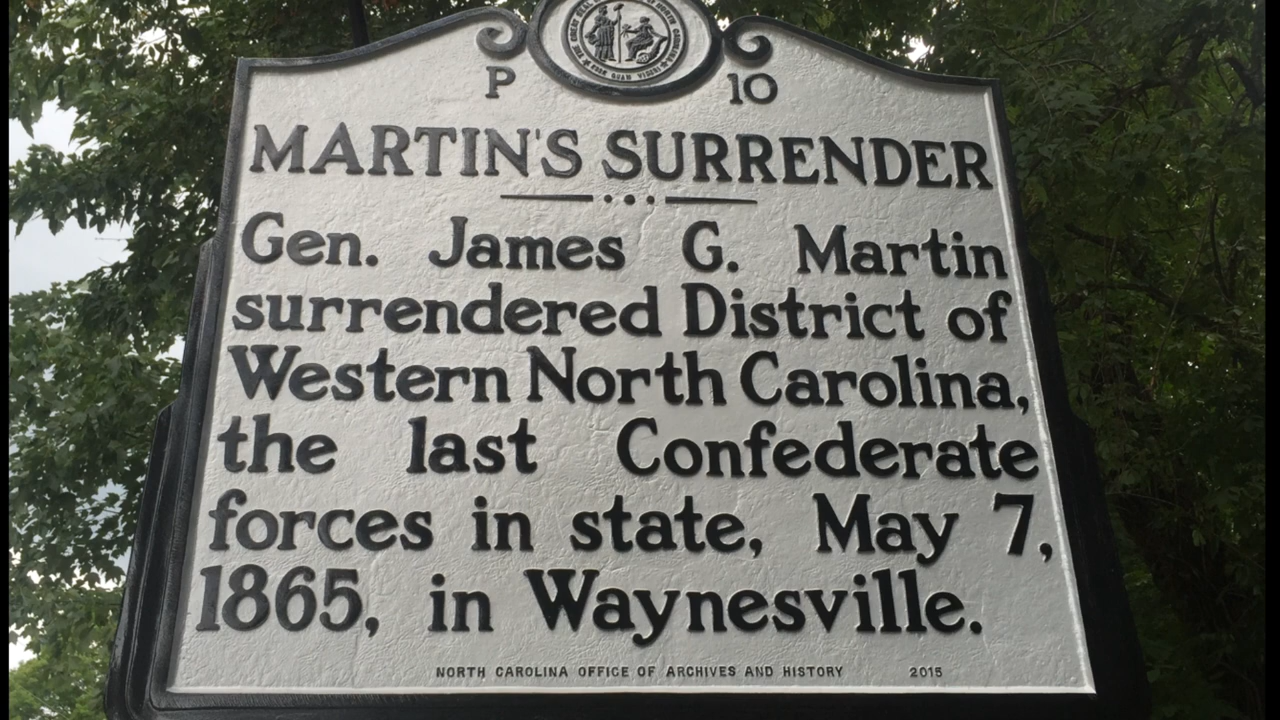 P 10
MARTIN'S SURRENDER
Gen. James G. Martin
surrendered District of
Western North Carolina,
the last Confederate
forces in state, May 7,
1865, in Waynesville.
NORTH CAROLINA OFFICE OF ARCHIVES AND HISTORY 2015